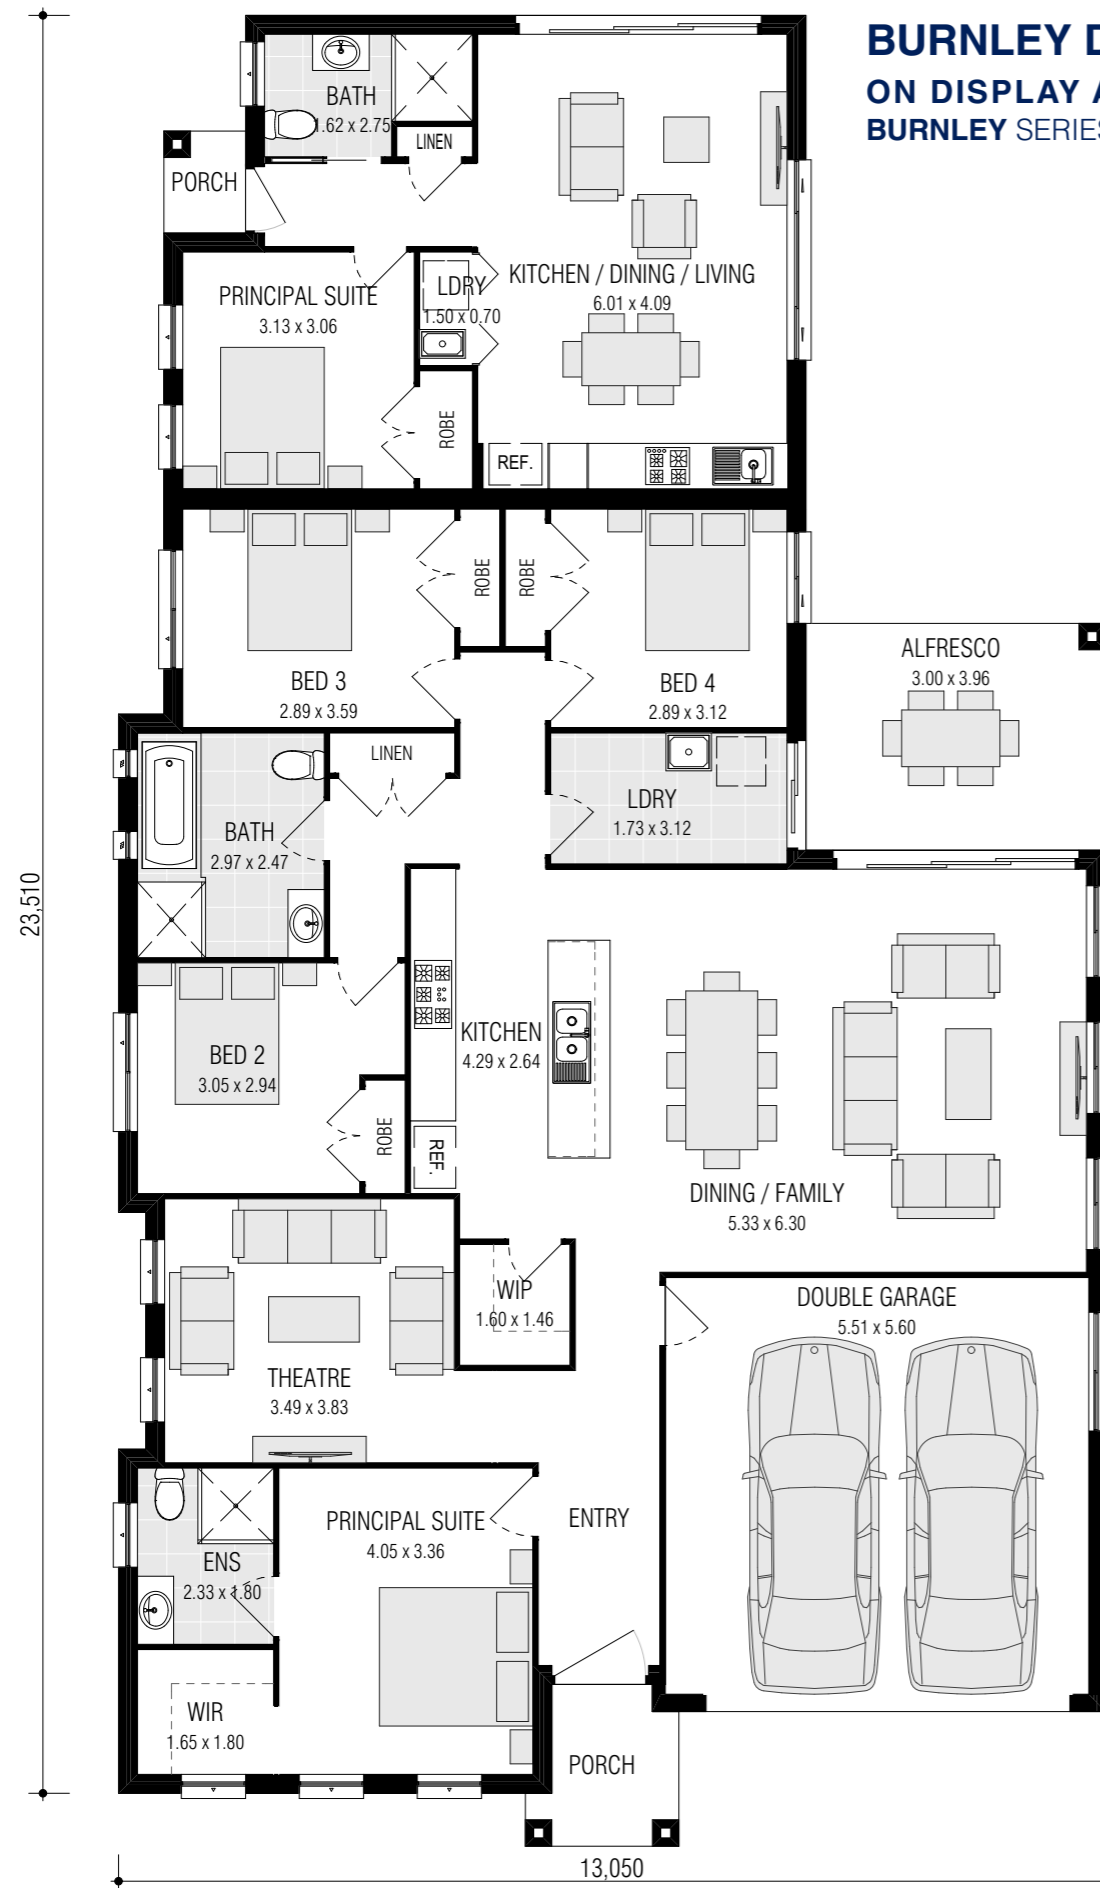 BURNLEY D
ON DISPLAY A
BURNLEY SERIES
BATH
1.62 x 2.75
LINEN
PORCH
PRINCIPAL SUITE
3.13 x 3.06
LDRY
1.50 x 0.70
KITCHEN / DINING / LIVING
6.01 x 4.09
ROBE
REF.
ROBE
ROBE
BED 3
2.89 x 3.59
BED 4
2.89 x 3.12
ALFRESCO
3.00 x 3.96
LINEN
LDRY
1.73 x 3.12
BATH
2.97 x 2.47
23,510
KITCHEN
4.29 x 2.64
BED 2
3.05 x 2.94
ROBE
REF.
DINING / FAMILY
5.33 x 6.30
WIP
1.60 x 1.46
DOUBLE GARAGE
5.51 x 5.60
THEATRE
3.49 x 3.83
PRINCIPAL SUITE
4.05 x 3.36
ENTRY
ENS
2.33 x 1.80
WIR
1.65 x 1.80
PORCH
13,050